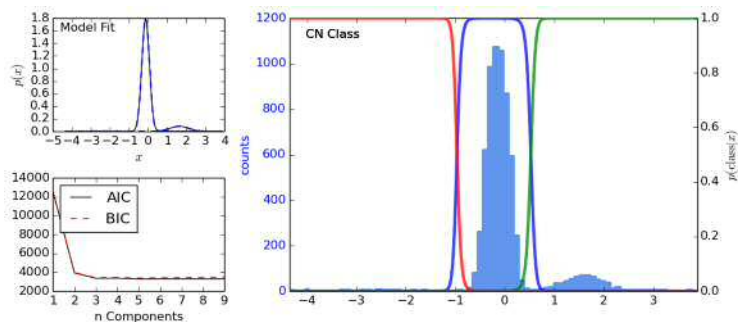 Model Fit
1.8
1.6
1.4
1.2
1.0
0.8
0.6
0.4
0.2
0.0
p(x)
−5 −4 −3 −2 −1 0 1 2 3 4
x
14000
12000
10000
8000
6000
4000
2000
AIC
BIC
1 2 3 4 5 6 7 8 9
n Components
CN Class
1200
1000
800
600
400
200
0
counts
−4 −3 −2 −1 0 1 2 3
1.0
0.8
0.6
0.4
0.2
0.0
p(class|x)